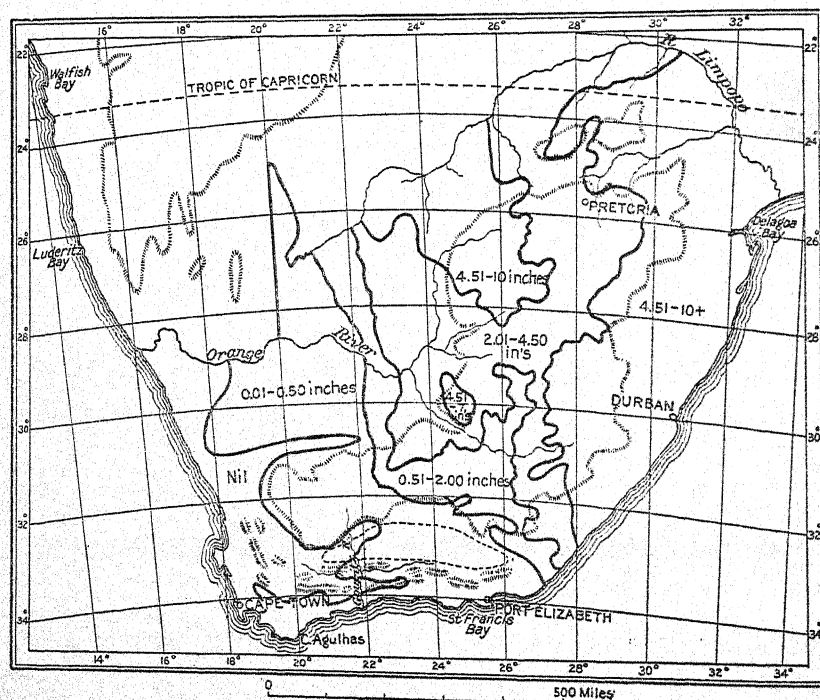 16° 18° 20° 22° 24° 26° 28° 30° 32°
22° 22°
Walfish
Bay
R. Limpopo
TROPIC OF CAPRICORN
24° 24°
PRETORIA
Delagoa
Bay
26° 26°
Luderitz
Bay
4.51-10 inches
4.51-10+
28° 28°
2.01-4.50
in's
Orange River
0.01-0.50 inches
4.51
DURBAN
30° 30°
Nil
0.51-2.00 inches
32° 32°
CAPE-TOWN
PORT ELIZABETH
St Francis
Bay
34° 34°
C. Agulhas
14° 16° 18° 20° 22° 24° 26° 28° 30° 32°
0 500 Miles